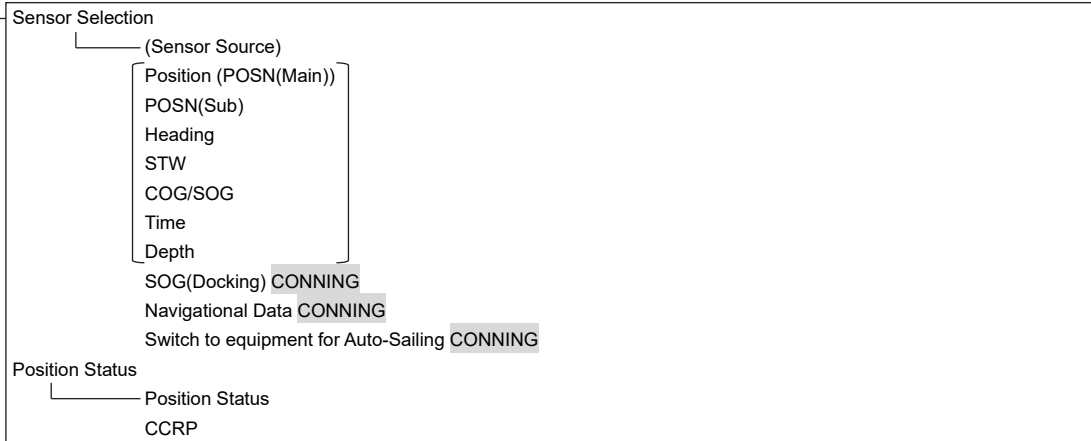 Sensor Selection
(Sensor Source)
Position (POSN(Main))
POSN(Sub)
Heading
STW
COG/SOG
Time
Depth
SOG(Docking) CONNING
Navigational Data CONNING
Switch to equipment for Auto-Sailing CONNING
Position Status
Position Status
CCRP